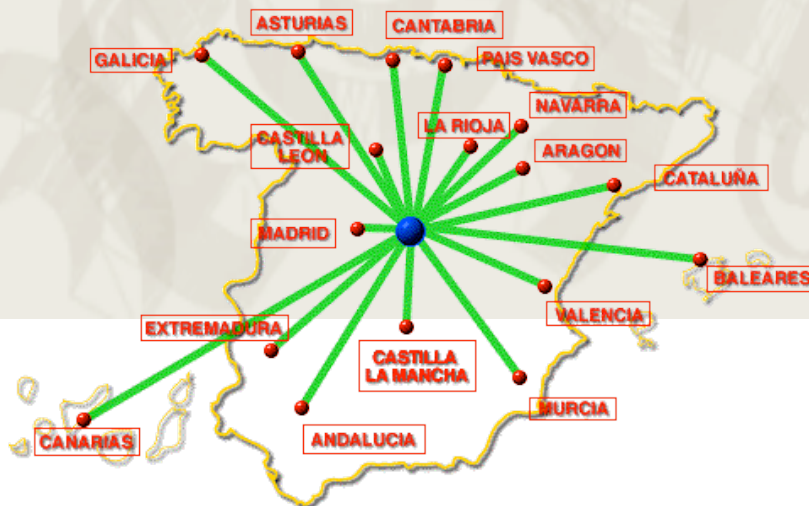 ASTURIAS
CANTABRIA
GALICIA
PAIS VASCO
NAVARRA
LA RIOJA
CASTILLA
LEON
ARAGON
CATALUÑA
MADRID
BALEARES
VALENCIA
EXTREMADURA
CASTILLA
LA MANCHA
MURCIA
CANARIAS
ANDALUCIA